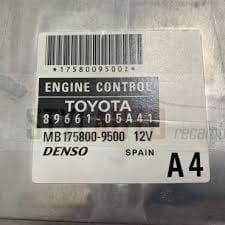 *17580095002*
ENGINE CONTROL
TOYOTA
89661-05A41
MB175800-9500 12V
DENSO SPAIN A4